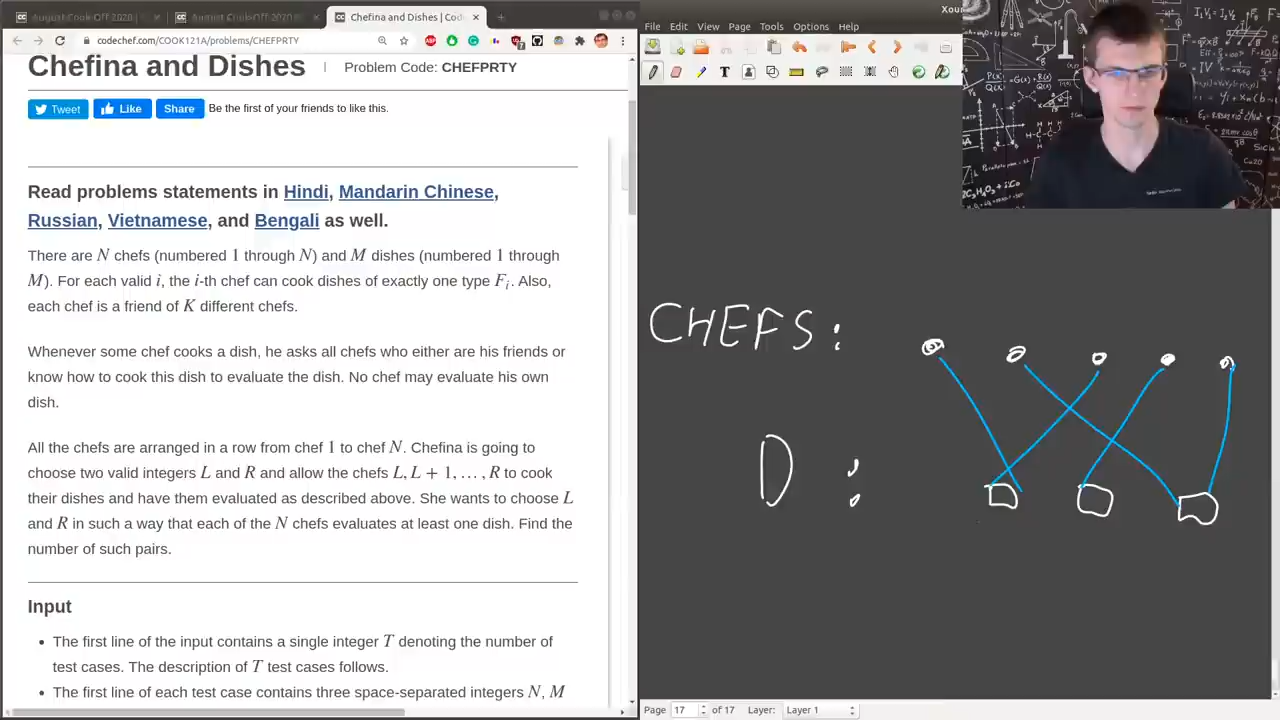 August Cook-Off 2020 |
August Cook-Off 2020
Chefina and Dishes | Cod
codechef.com/COOK121A/problems/CHEFPRTY
Chefina and Dishes
Problem Code: CHEFPRTY
Tweet
Like
Share
Be the first of your friends to like this.
Read problems statements in Hindi, Mandarin Chinese,
Russian, Vietnamese, and Bengali as well.
There are N chefs (numbered 1 through N) and M dishes (numbered 1 through
M). For each valid i, the i-th chef can cook dishes of exactly one type Fi. Also,
each chef is a friend of K different chefs.
Whenever some chef cooks a dish, he asks all chefs who either are his friends or
know how to cook this dish to evaluate the dish. No chef may evaluate his own
dish.
All the chefs are arranged in a row from chef 1 to chef N. Chefina is going to
choose two valid integers L and R and allow the chefs L, L + 1, . . . , R to cook
their dishes and have them evaluated as described above. She wants to choose L
and R in such a way that each of the N chefs evaluates at least one dish. Find the
number of such pairs.
Input
• The first line of the input contains a single integer T denoting the number of
test cases. The description of T test cases follows.
• The first line of each test case contains three space-separated integers N, M
Xour
File Edit View Journal Page Tools Options Help
CHEFS:
D :
Page 17 of 17 Layer: Layer 1